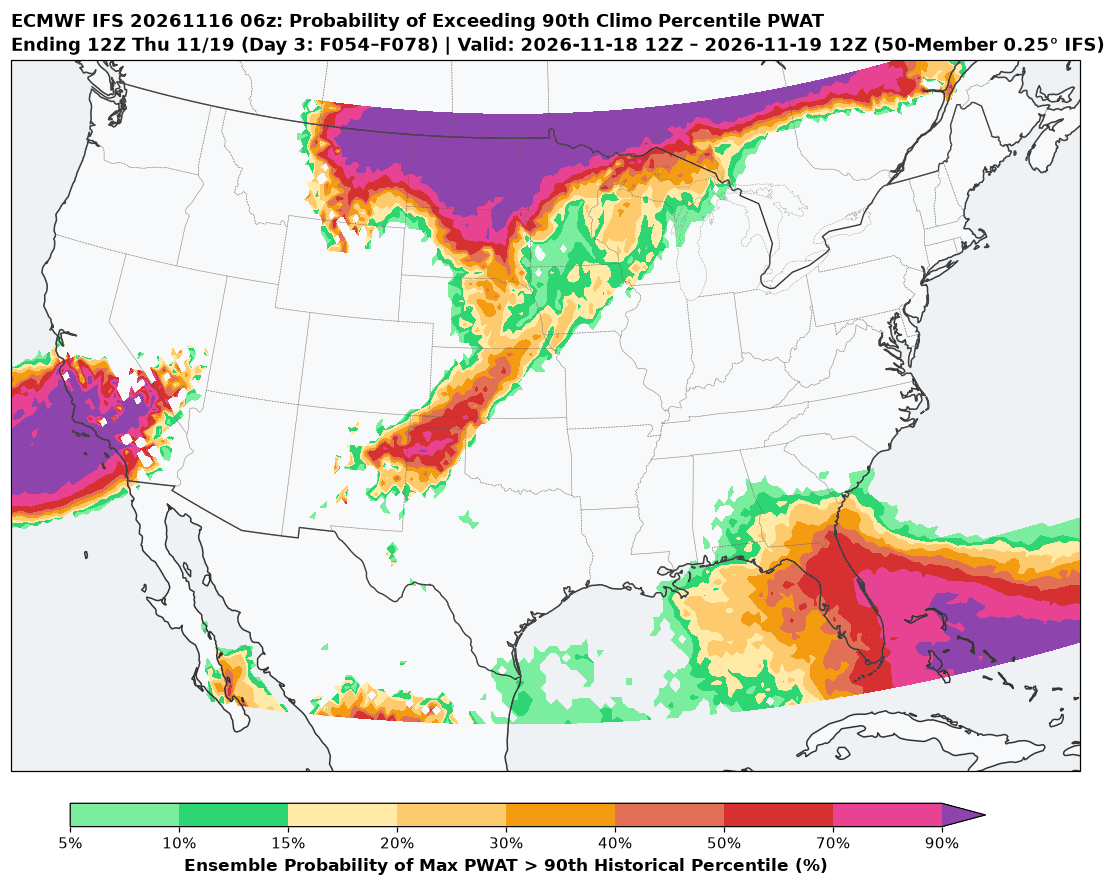 ECMWF IFS 20261116 06z: Probability of Exceeding 90th Climo Percentile PWAT
Ending 12Z Thu 11/19 (Day 3: F054–F078) | Valid: 2026-11-18 12Z – 2026-11-19 12Z (50-Member 0.25° IFS)
5% 10% 15% 20% 30% 40% 50% 70% 90%
Ensemble Probability of Max PWAT > 90th Historical Percentile (%)